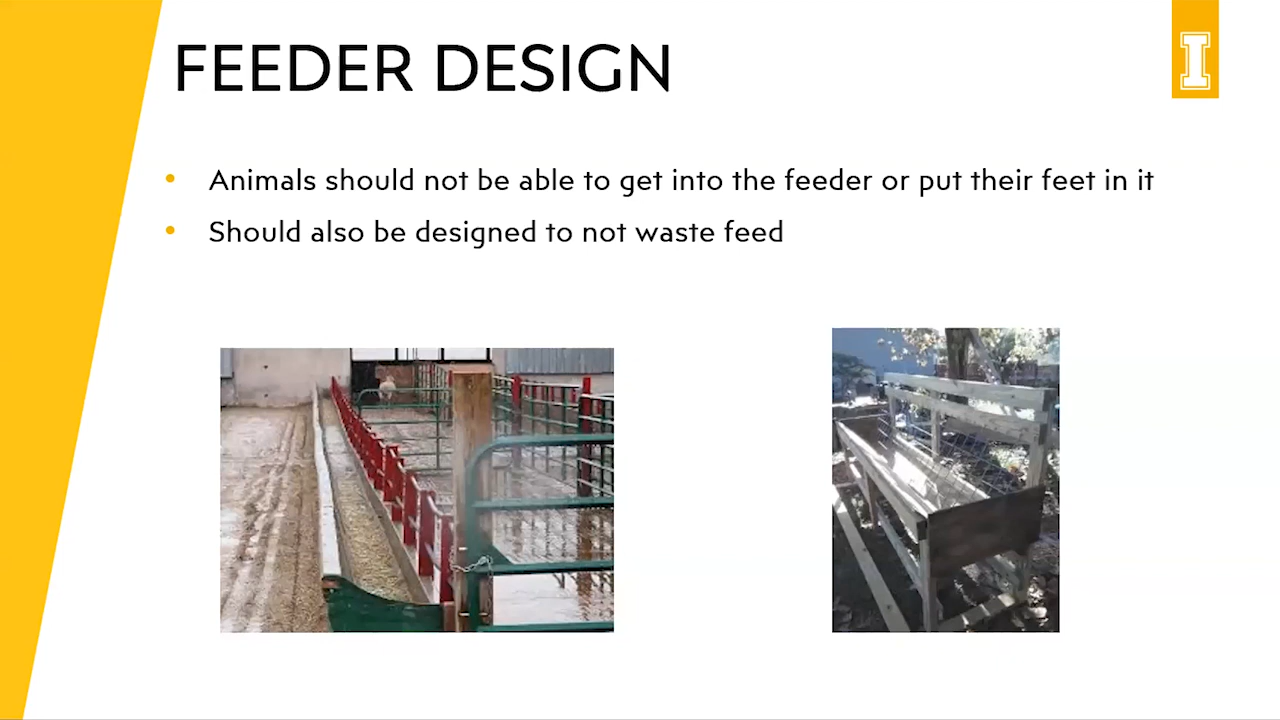 FEEDER DESIGN
I
• Animals should not be able to get into the feeder or put their feet in it
• Should also be designed to not waste feed